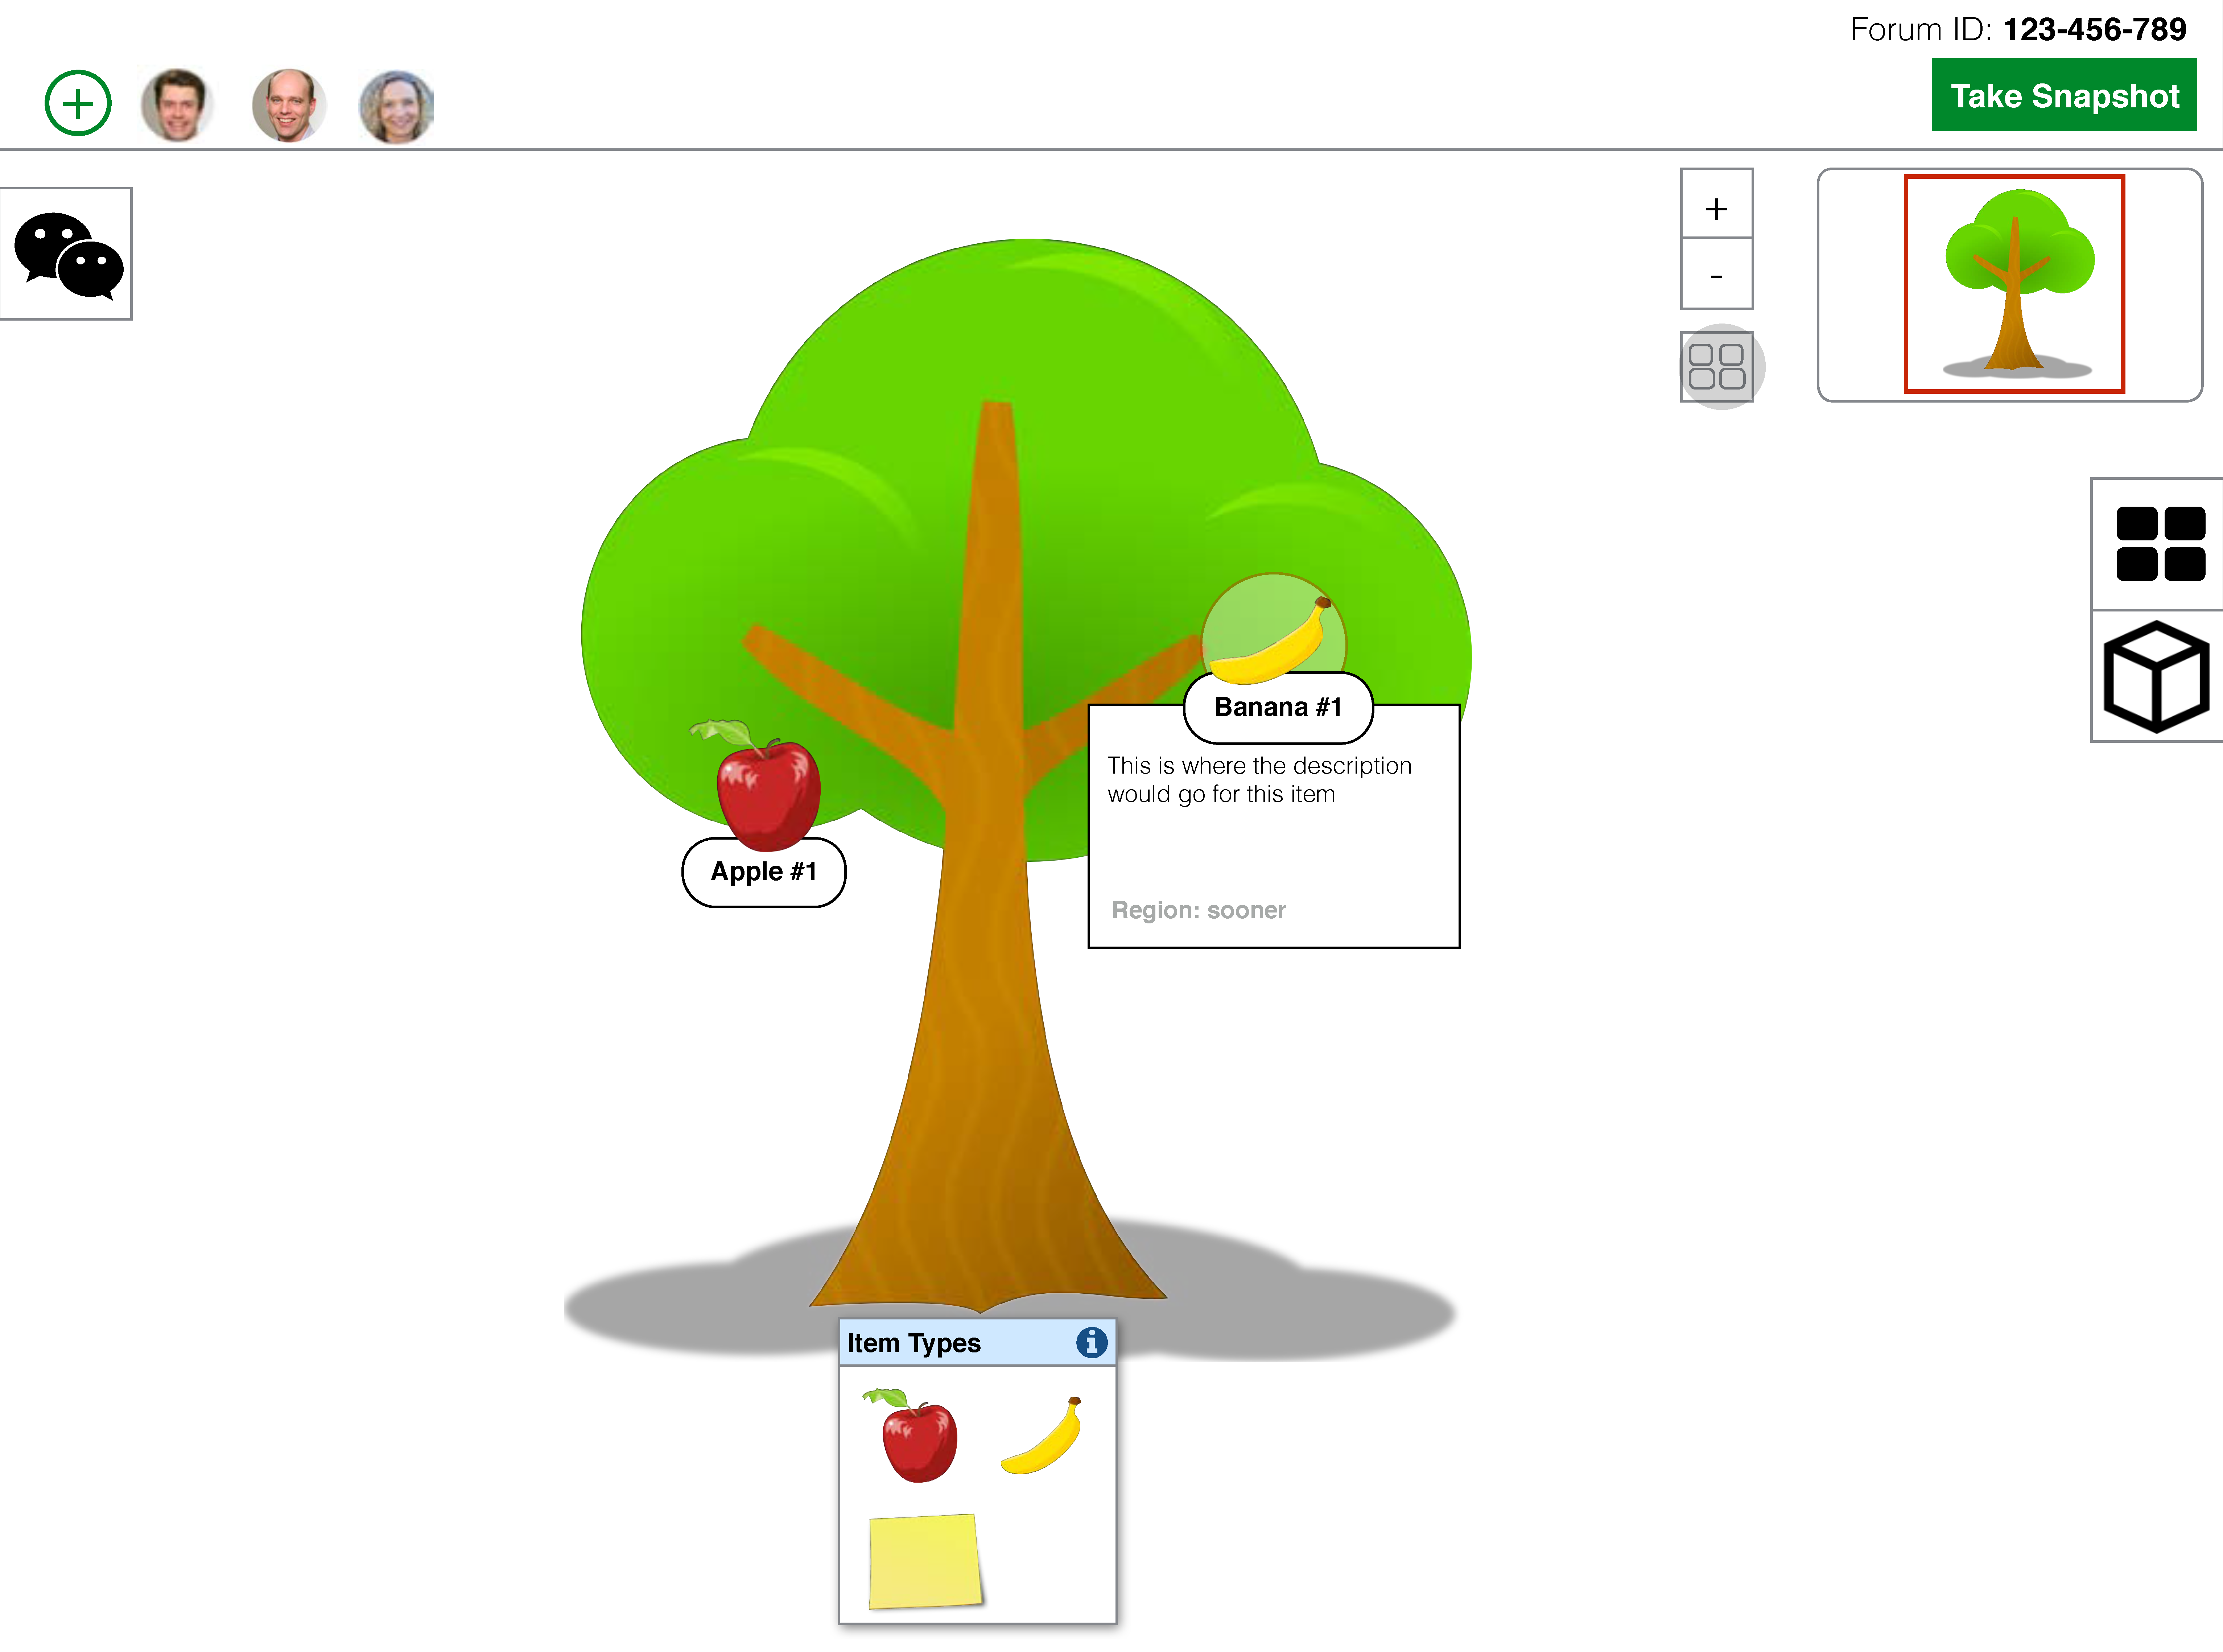 Forum ID: 123-456-789
Take Snapshot
+
-
Banana #1
This is where the description
would go for this item
Apple #1
Region: sooner
Item Types